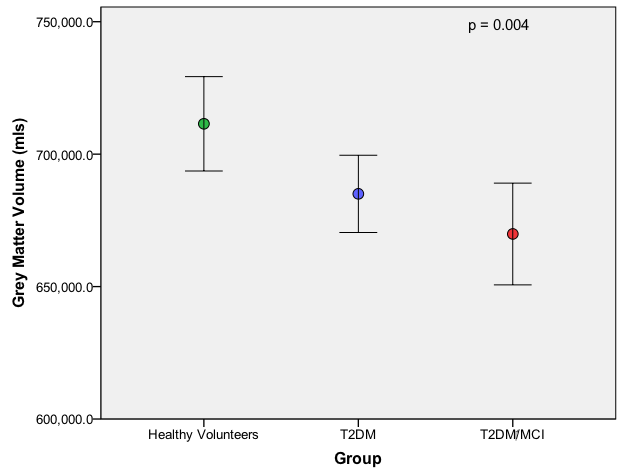 750,000.0
p = 0.004
700,000.0
650,000.0
600,000.0
Grey Matter Volume (mls)
Healthy Volunteers
T2DM
T2DM/MCI
Group